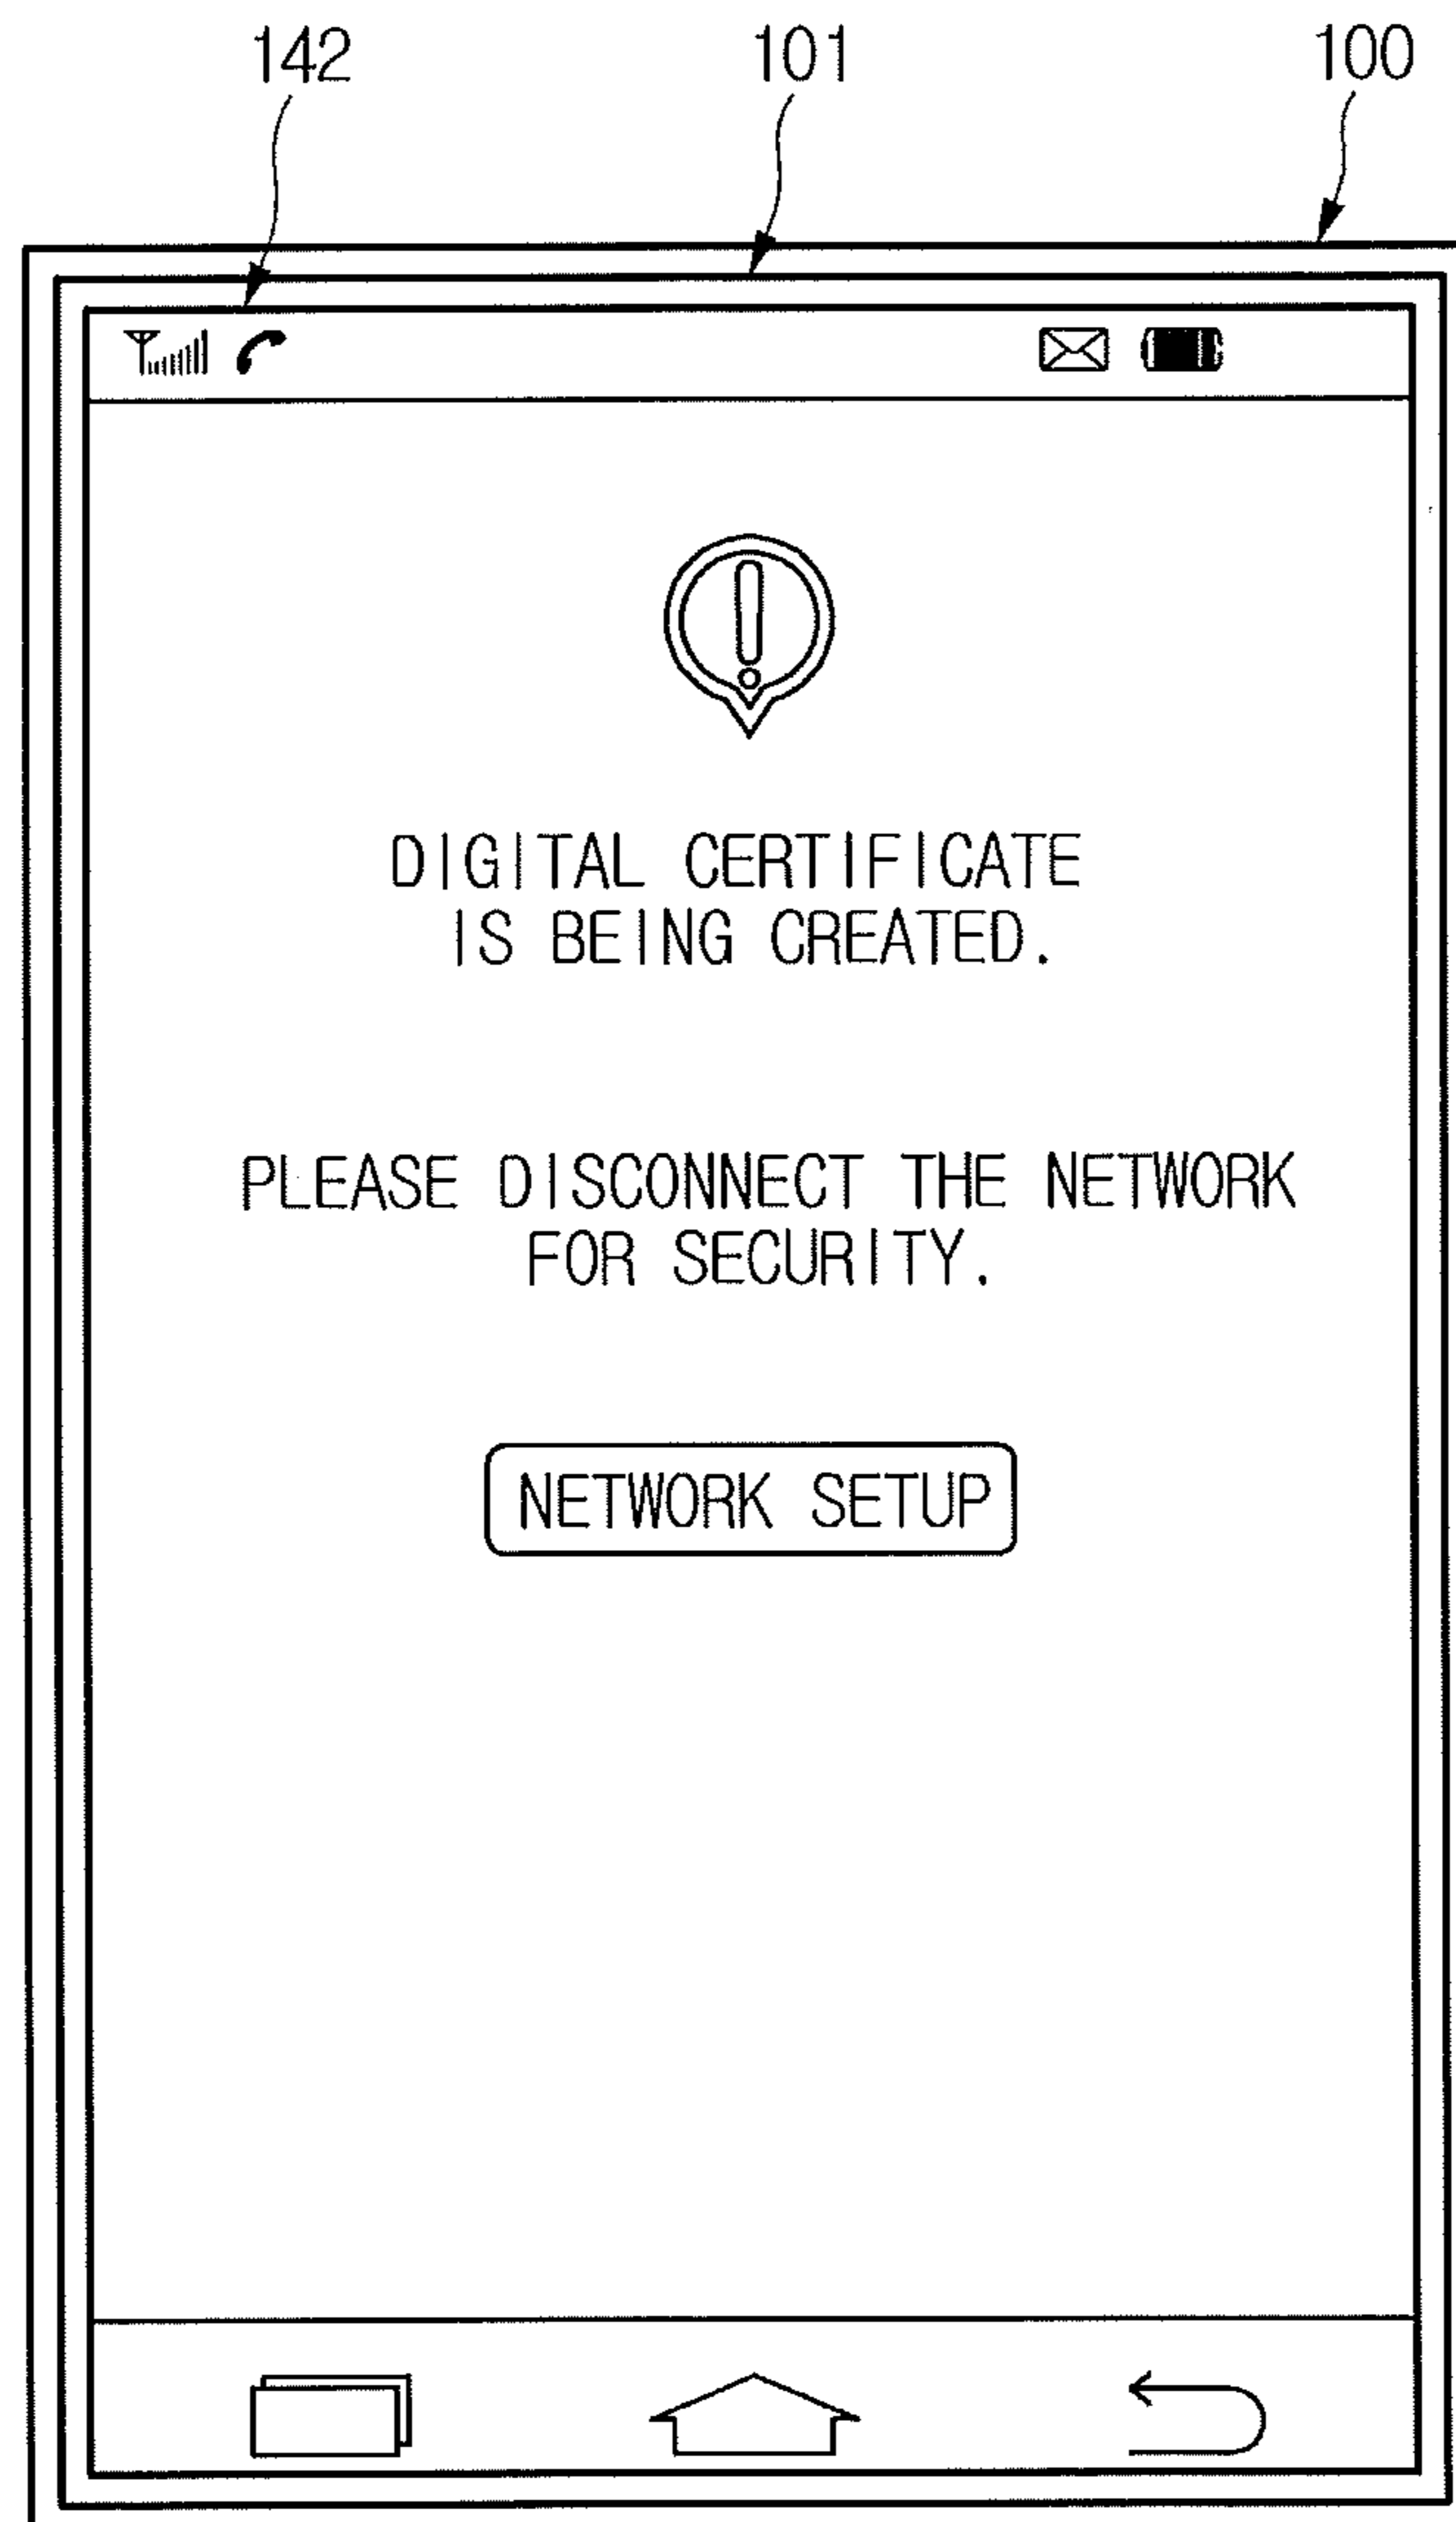 142 101 100
DIGITAL CERTIFICATE
IS BEING CREATED.
PLEASE DISCONNECT THE NETWORK
FOR SECURITY.
NETWORK SETUP